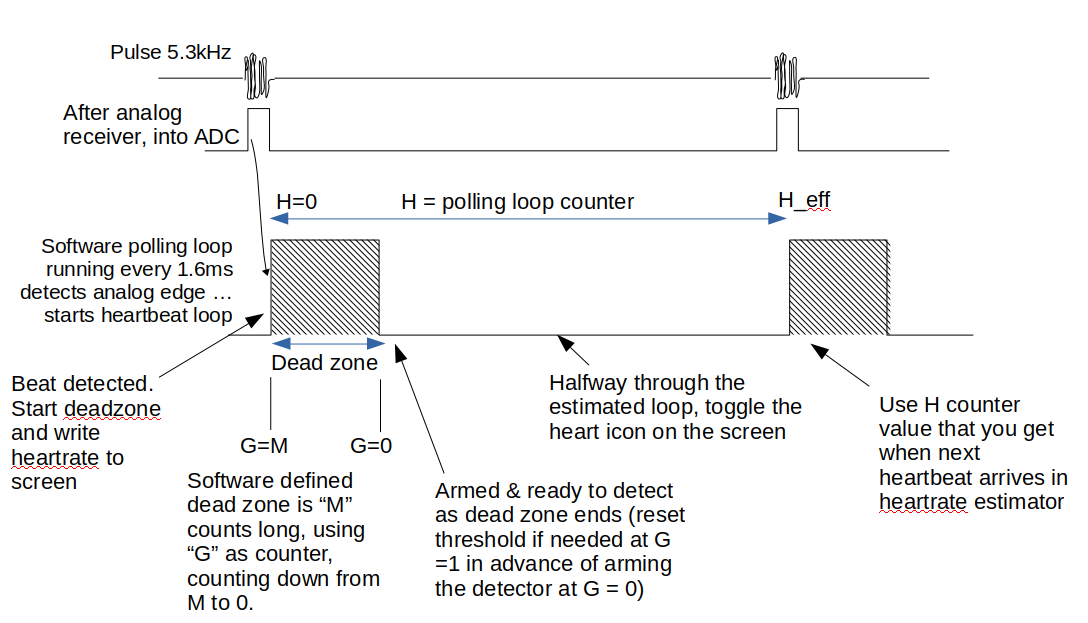 Pulse 5.3kHz
After analog
receiver, into ADC
H=0
H = polling loop counter
H_eff
Software polling loop
running every 1.6ms
detects analog edge …
starts heartbeat loop
Dead zone
Beat detected.
Start deadzone
and write
heartrate to
screen
G=M
G=0
Software defined
dead zone is “M”
counts long, using
“G” as counter,
counting down from
M to 0.
Armed & ready to detect
as dead zone ends (reset
threshold if needed at G
=1 in advance of arming
the detector at G = 0)
Halfway through the
estimated loop, toggle the
heart icon on the screen
Use H counter
value that you get
when next
heartbeat arrives in
heartrate estimator